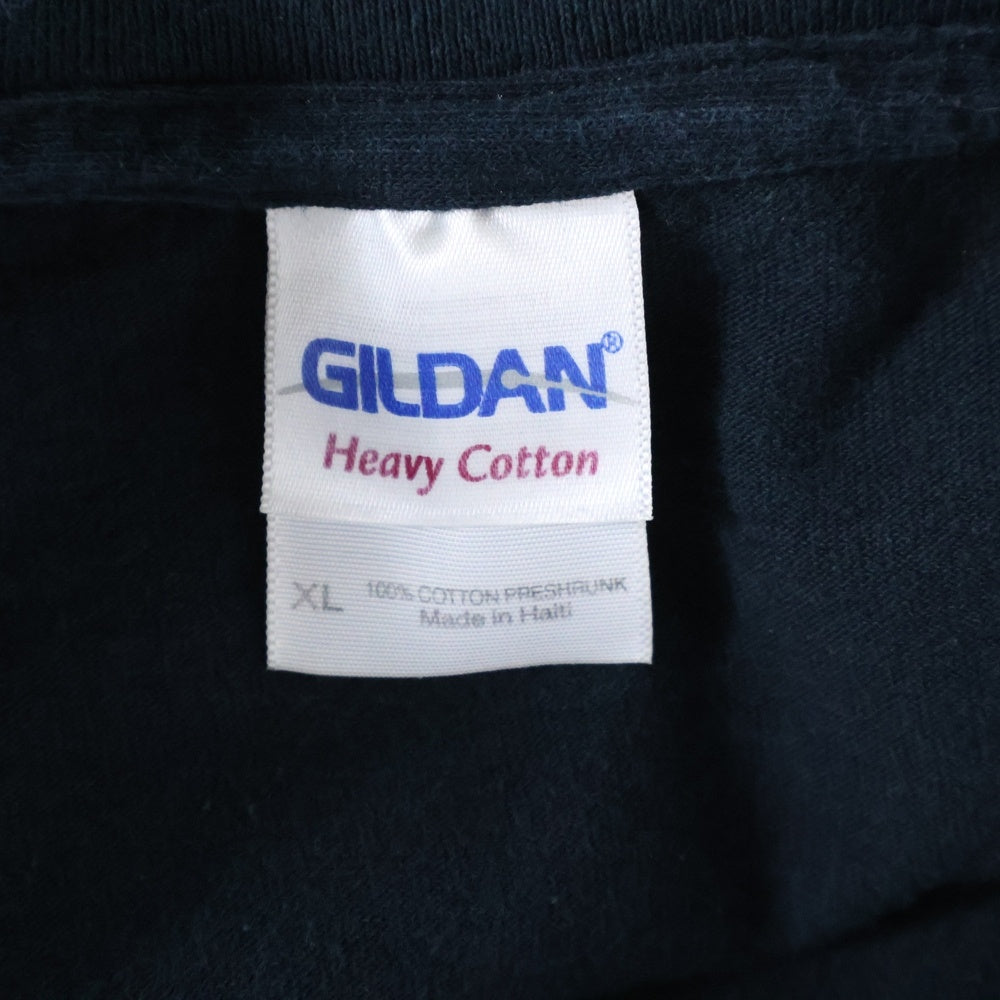 GILDAN®
Heavy Cotton
XL 100% COTTON PRESHRUNK
Made in Haiti